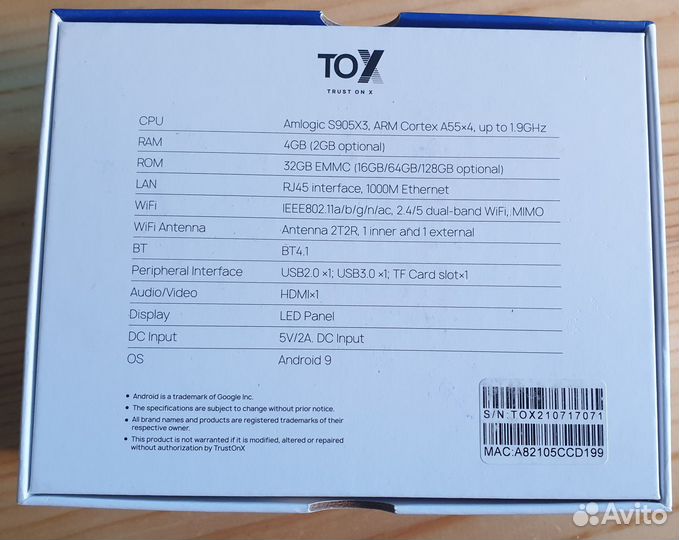 TOX
TRUST ON X
CPU Amlogic S905X3, ARM Cortex A55×4, up to 1.9GHz
RAM 4GB (2GB optional)
ROM 32GB EMMC (16GB/64GB/128GB optional)
LAN RJ45 interface, 1000M Ethernet
WiFi IEEE802.11a/b/g/n/ac, 2.4/5 dual-band WiFi, MIMO
WiFi Antenna Antenna 2T2R, 1 inner and 1 external
BT BT4.1
Peripheral Interface USB2.0 ×1; USB3.0 ×1; TF Card slot×1
Audio/Video HDMI×1
Display LED Panel
DC Input 5V/2A DC Input
OS Android 9
• Android is a trademark of Google Inc.
• The specifications are subject to change without prior notice.
• All brand names and products are registered trademarks of their
respective owner.
• This product is not warranted if it is modified, altered or repaired
without authorization by TrustOnX
S/N:TOX210717071
MAC:A82105CCD199
Avito